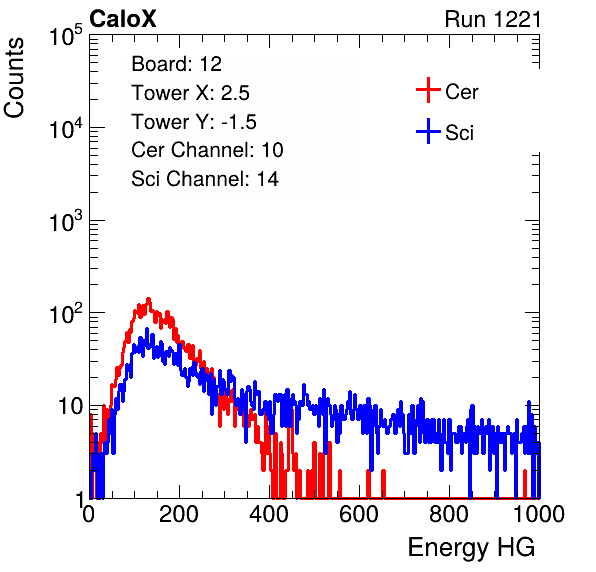 CaloX Run 1221
Counts
Board: 12
Tower X: 2.5
Tower Y: -1.5
Cer Channel: 10
Sci Channel: 14
Cer
Sci
10^5
10^4
10^3
10^2
10
1
0 200 400 600 800 1000
Energy HG